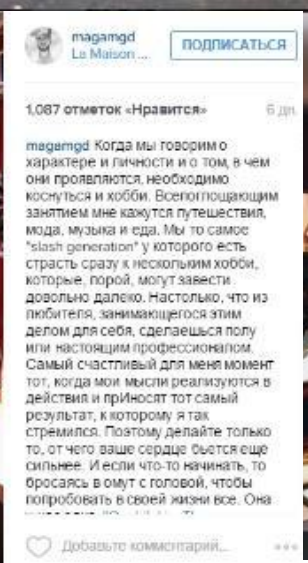 magamgd
La Maison ...
ПОДПИСАТЬСЯ
1,087 отметок «Нравится»
6 дн.
magamgd Когда мы говорим о
характере и личности и о том, в чем
они проявляются, необходимо
коснуться и хобби. Всепоглощающим
занятием мне кажутся путешествия,
мода, музыка и еда. Мы то самое
"slash generation" у которого есть
страсть сразу к нескольким хобби,
которые, порой, могут завести
довольно далеко. Настолько, что из
любителя, занимающегося этим
делом для себя, сделаешься полу
или настоящим профессионалом.
Самый счастливый для меня момент
тот, когда мои мысли реализуются в
действия и прИносят тот самый
результат, к которому я так
стремился. Поэтому делайте только
то, от чего ваше сердце бьется еще
сильнее. И если что-то начинать, то
бросаясь в омут с головой, чтобы
попробовать в своей жизни все. Она
Добавьте комментарий...